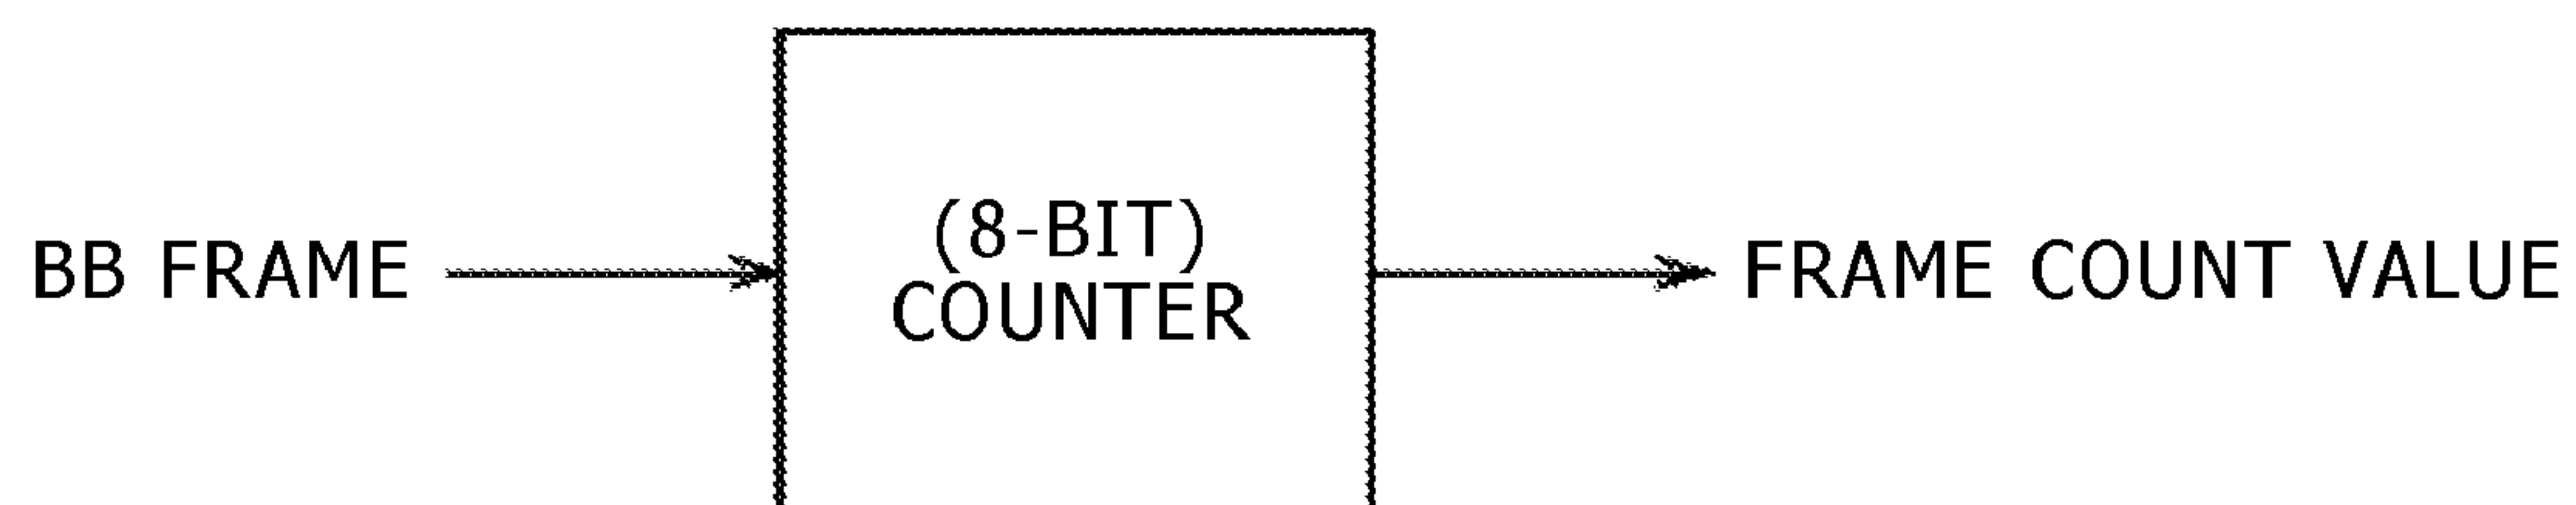 BB FRAME
(8-BIT)
COUNTER
FRAME COUNT VALUE